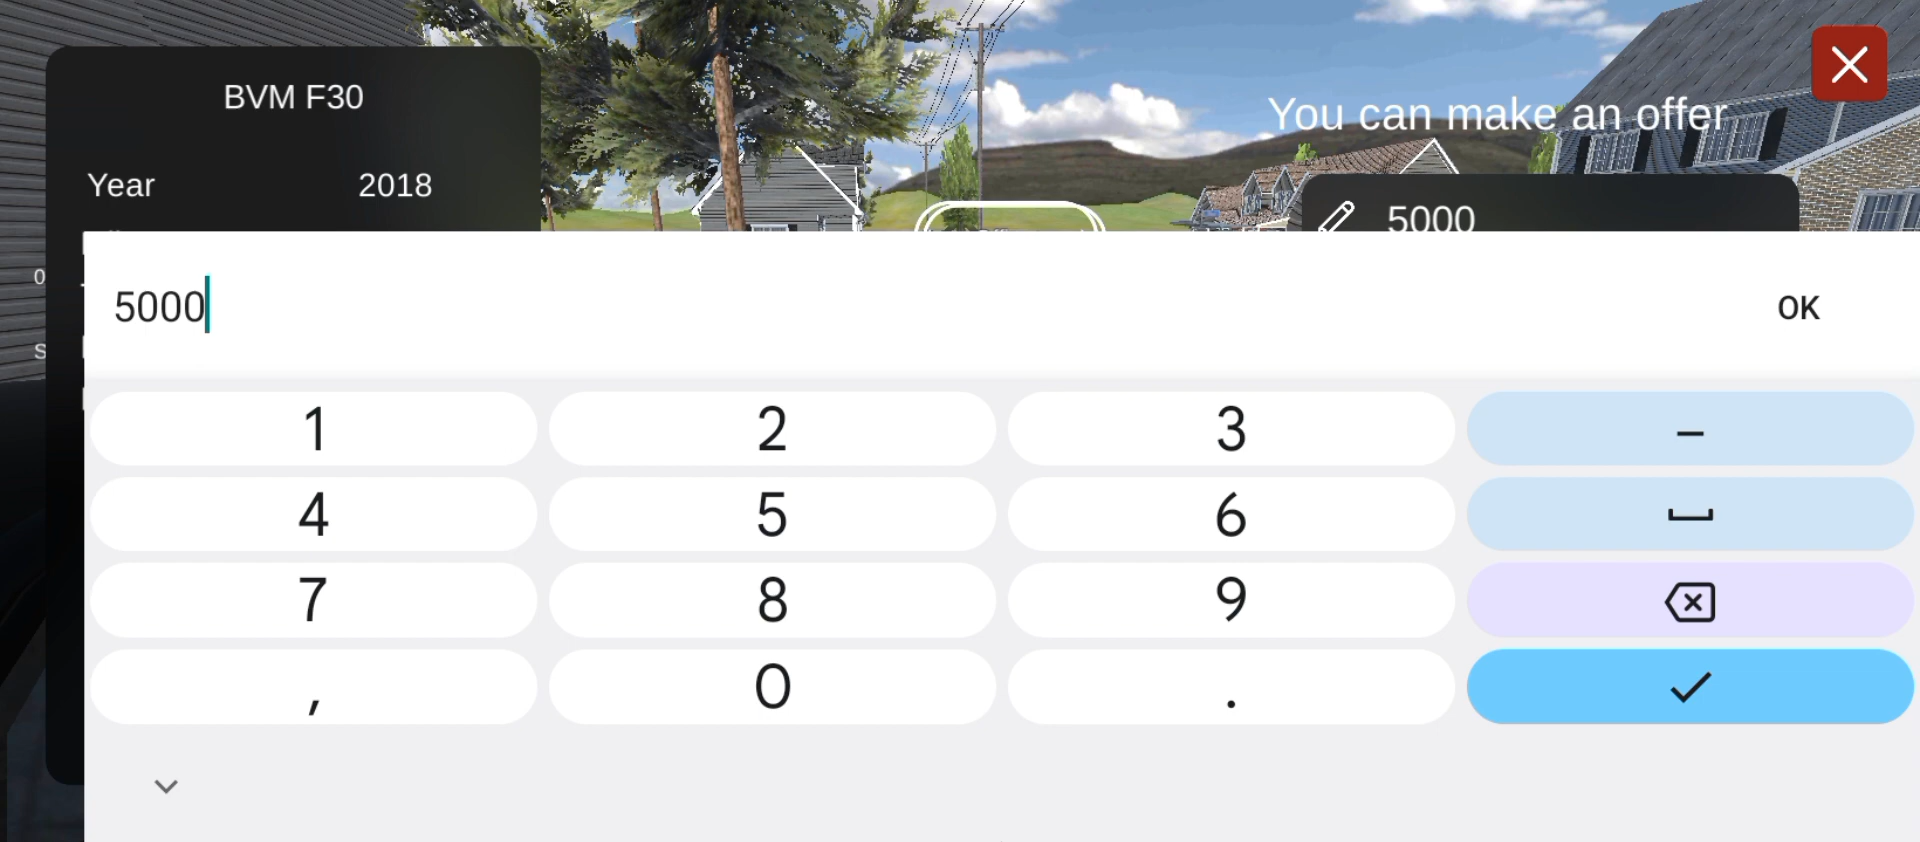 BVM F30
You can make an offer
Year 2018
5000
5000
OK
1 2 3 –
4 5 6
7 8 9
, 0 .